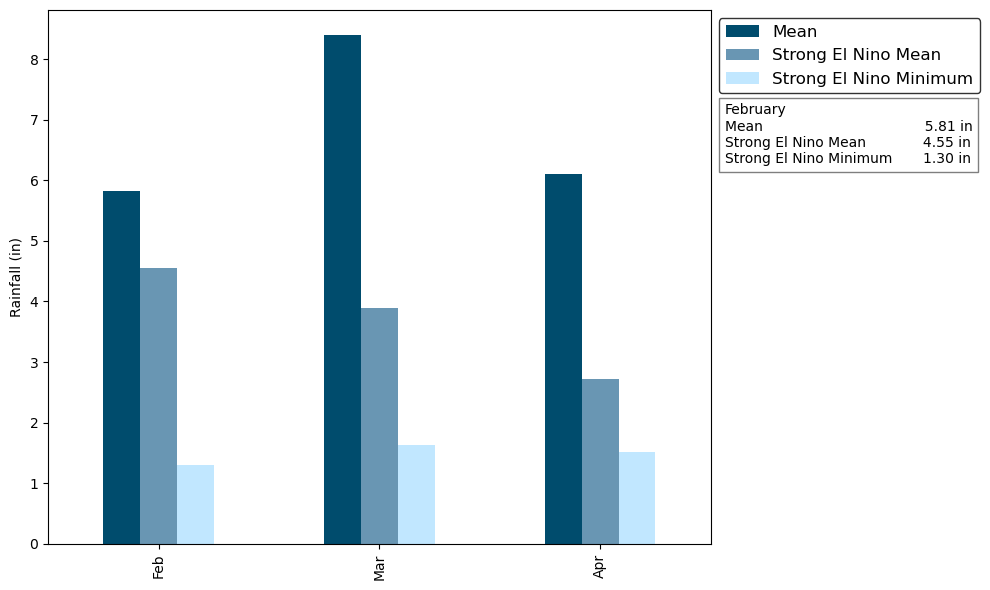 8
7
6
5
4
3
2
1
0
Rainfall (in)
Feb
Mar
Apr
Mean
Strong El Nino Mean
Strong El Nino Minimum
February
Mean 5.81 in
Strong El Nino Mean 4.55 in
Strong El Nino Minimum 1.30 in